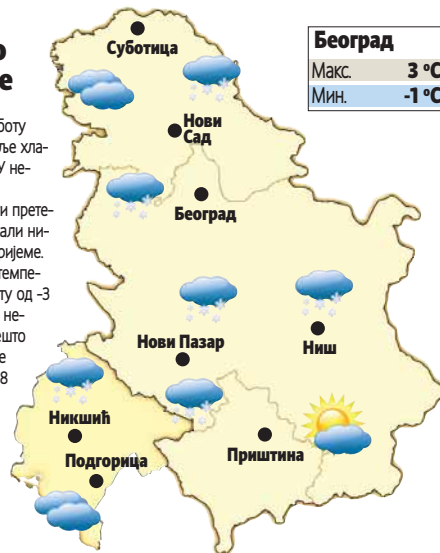 о
е
боту
ље хла-
У не-
и прете-
али ни-
ријеме.
темпе-
ту од -3
не-
што
е
8
Суботица
Нови
Сад
Београд
Нови Пазар
Ниш
Никшић
Подгорица
Приштина
Београд
Макс. 3 °C
Мин. -1 °C